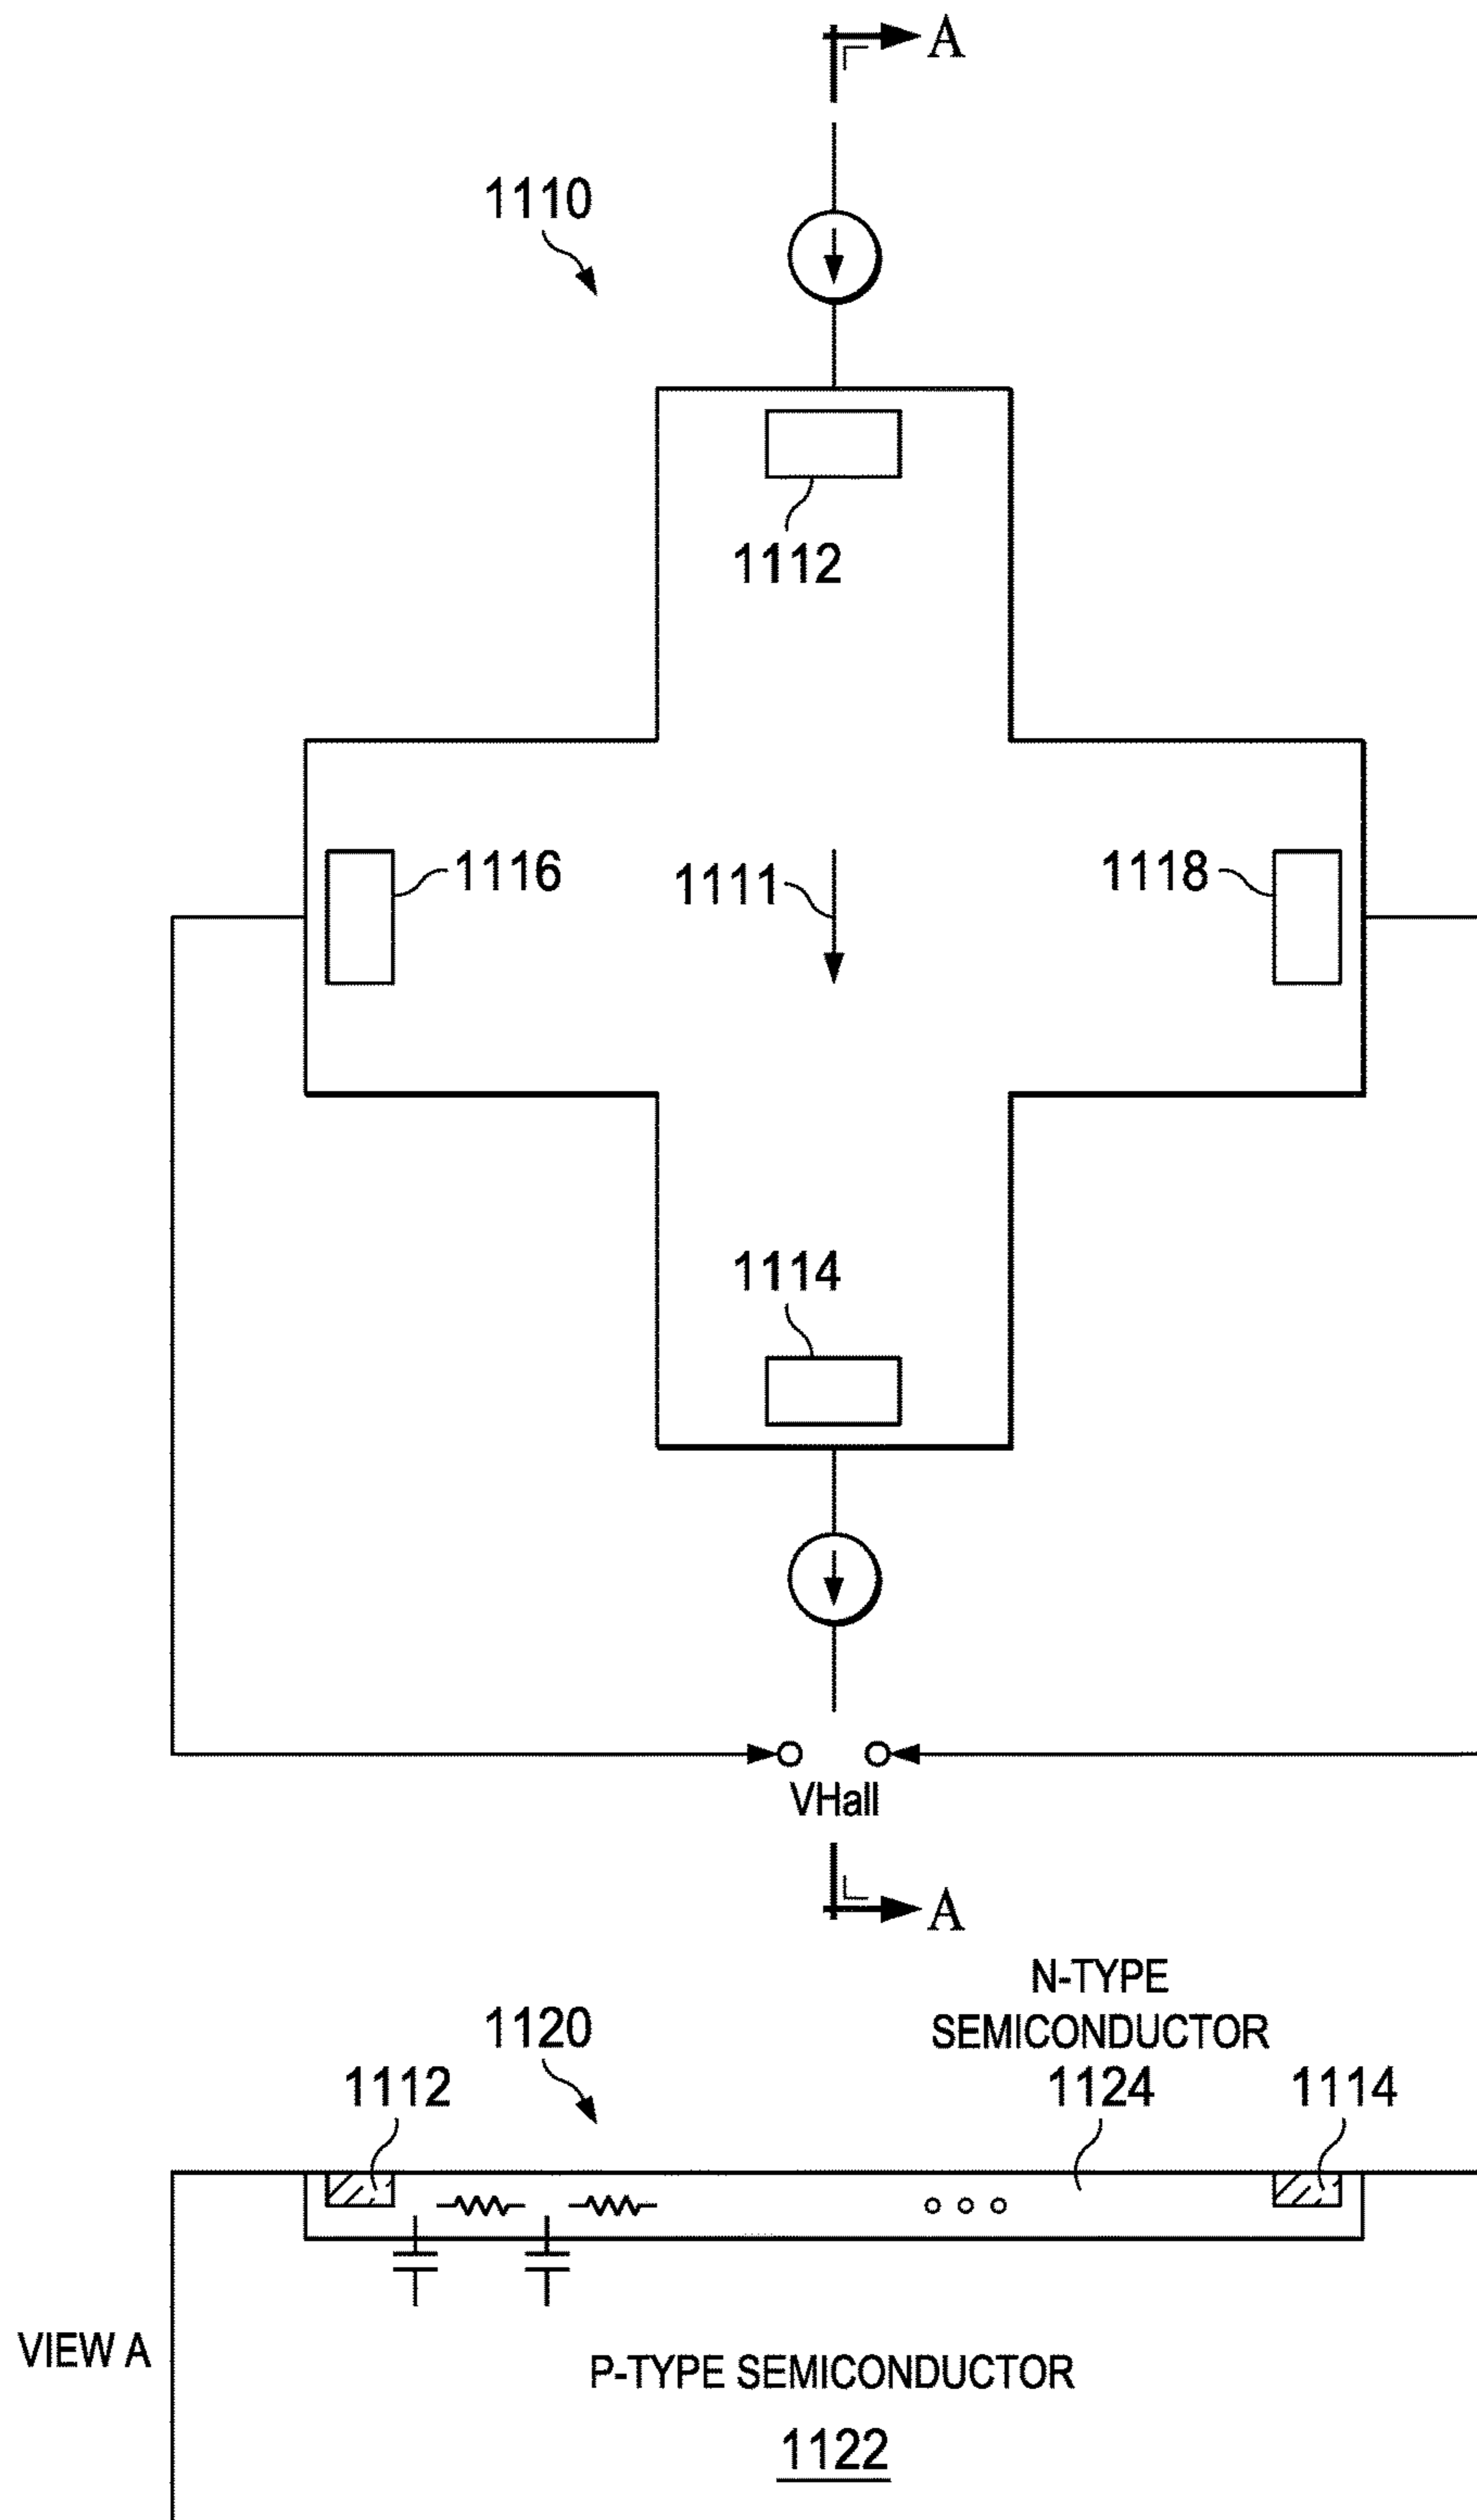 A
1110
1112
1116
1111
1118
1114
VHall
A
N-TYPE
SEMICONDUCTOR
1120
1112
1124
1114
VIEW A
P-TYPE SEMICONDUCTOR
1122